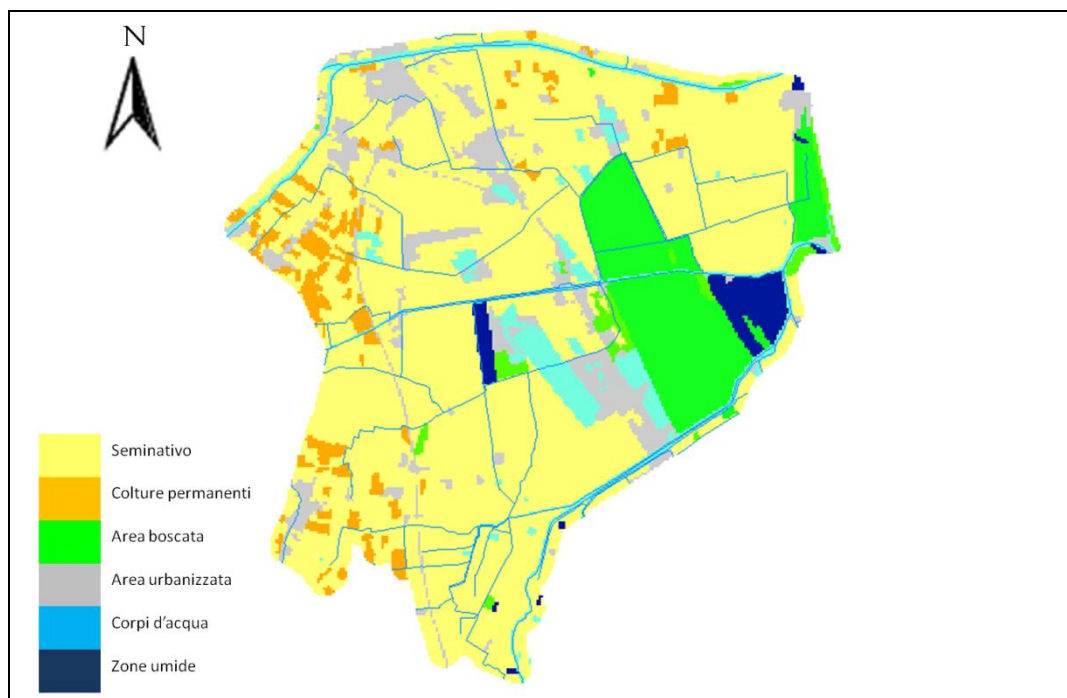 N
Seminativo
Colture permanenti
Area boscata
Area urbanizzata
Corpi d'acqua
Zone umide